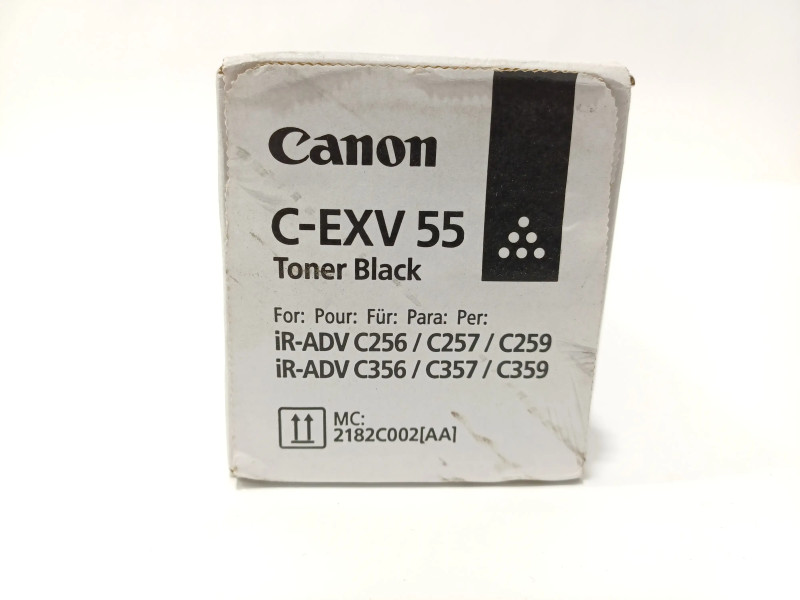 Canon
C-EXV 55
Toner Black
For: Pour: Für: Para: Per:
iR-ADV C256 / C257 / C259
iR-ADV C356 / C357 / C359
MC:
2182C002[AA]